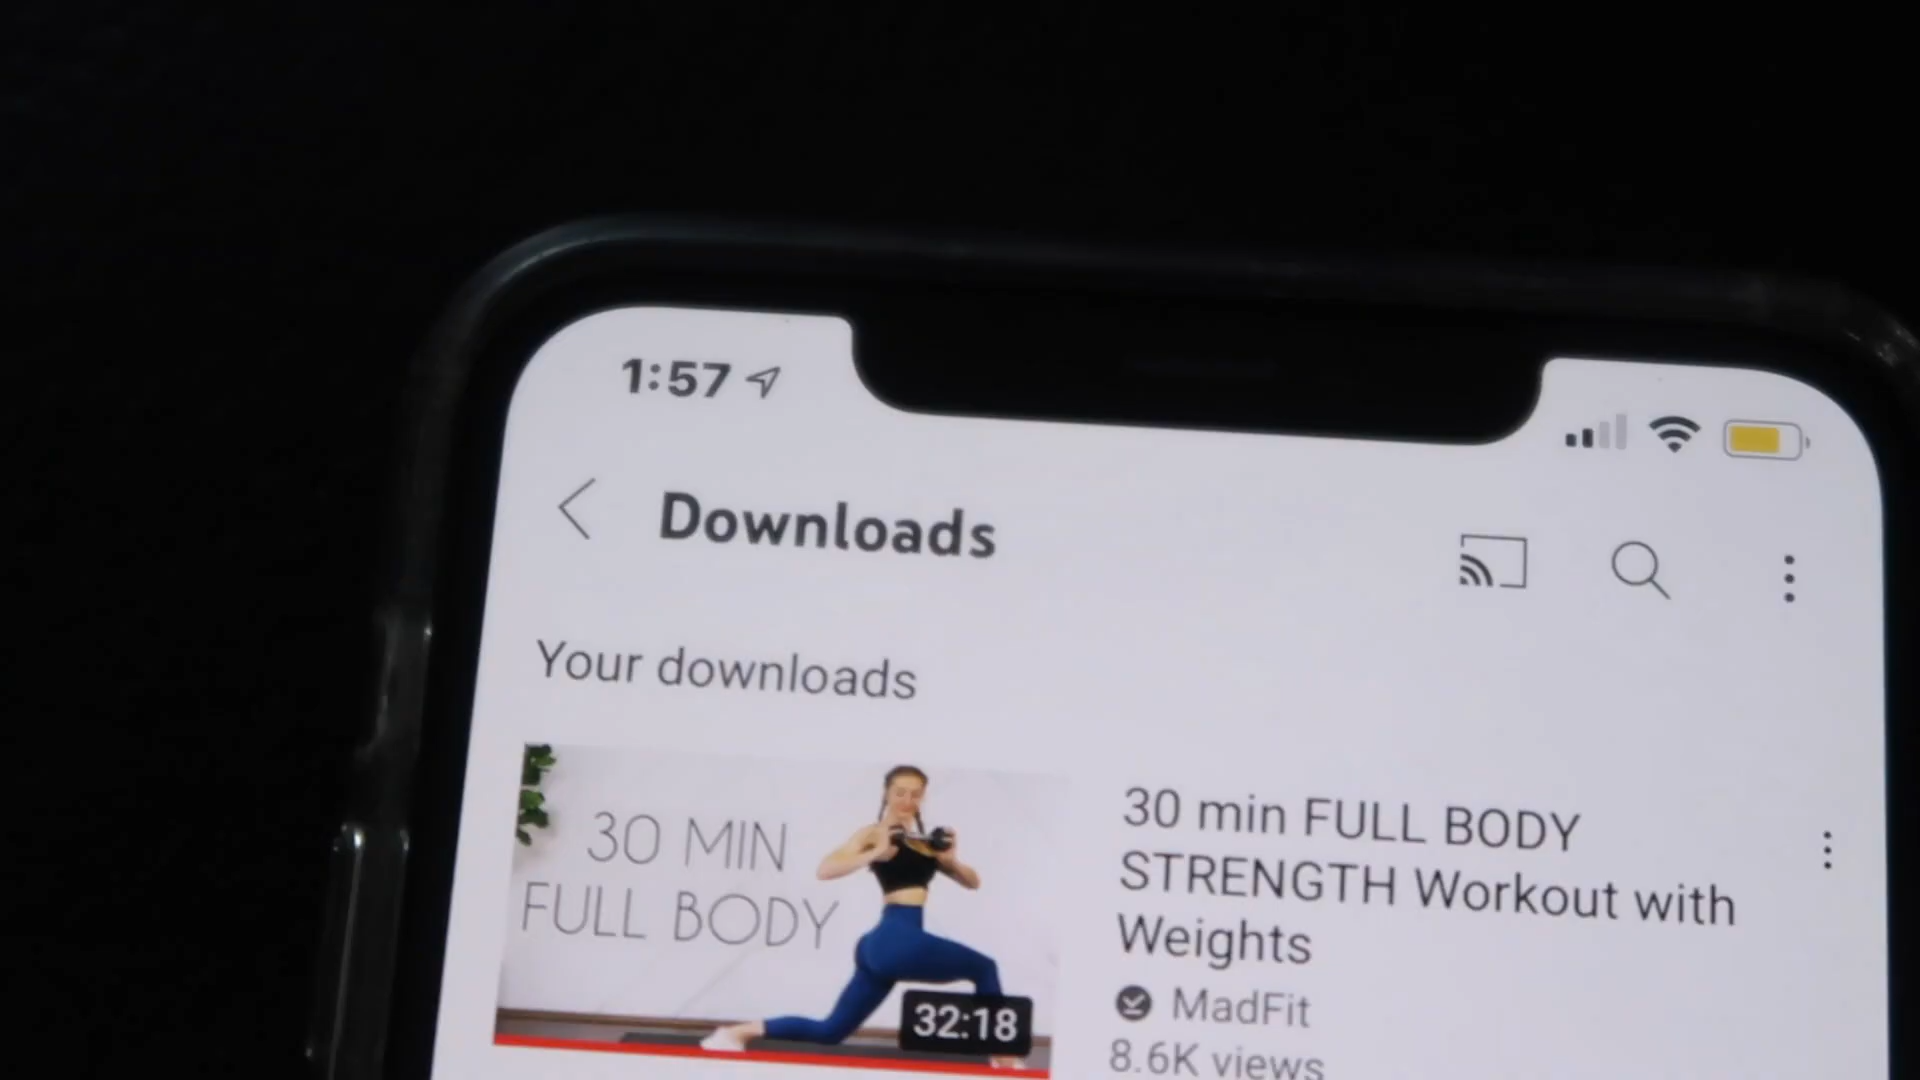 1:57
Downloads
Your downloads
30 MIN
FULL BODY
32:18
30 min FULL BODY
STRENGTH Workout with
Weights
MadFit
8.6K views